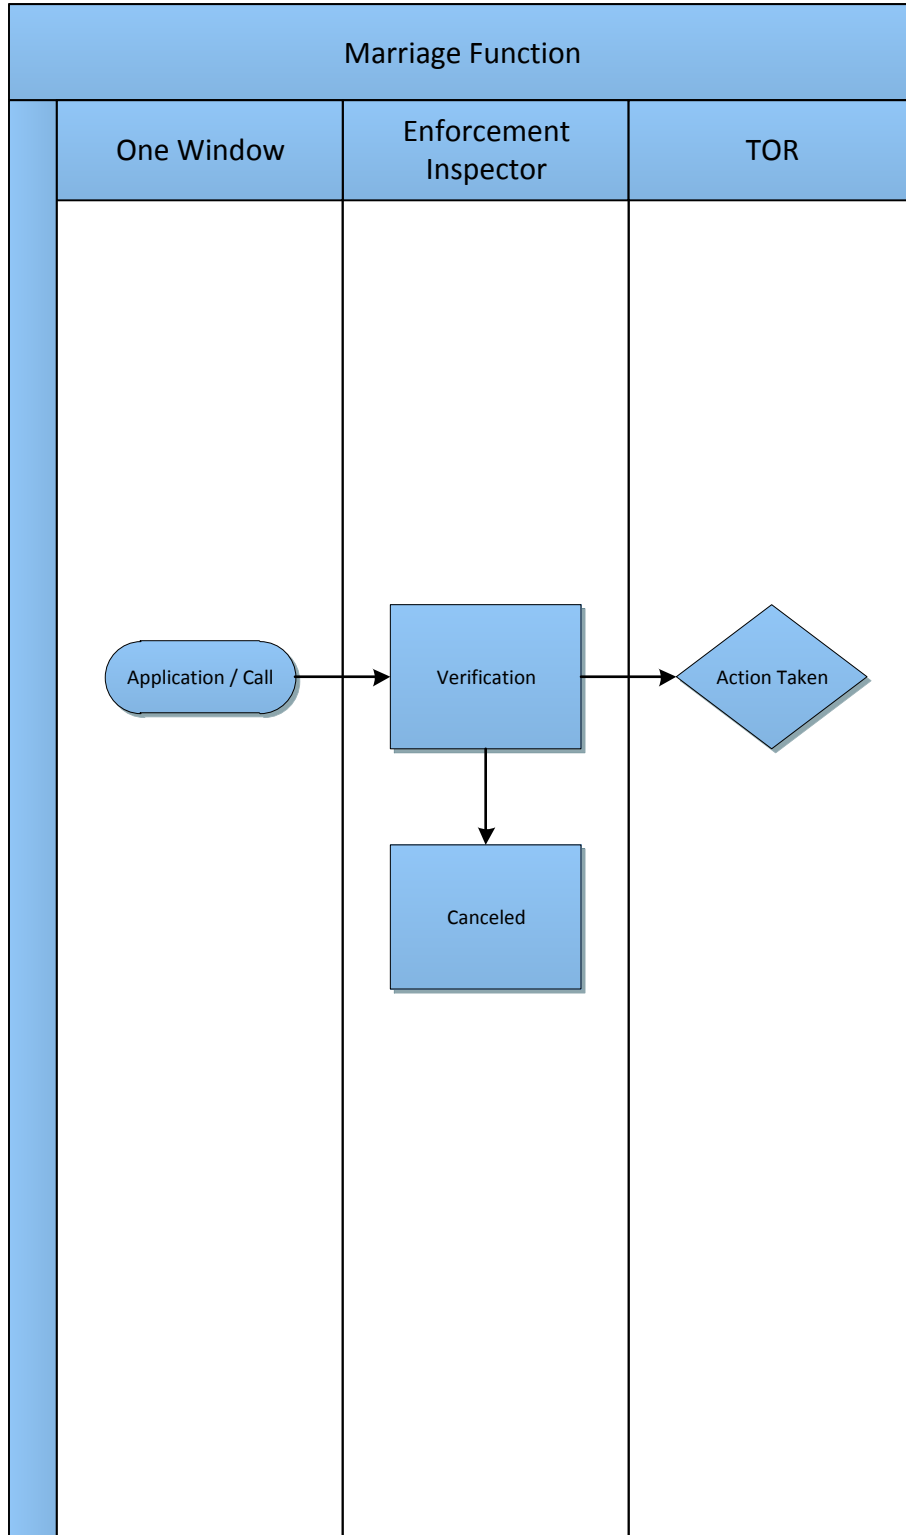 Marriage Function
One Window
Enforcement
Inspector
TOR
Application / Call
Verification
Action Taken
Canceled